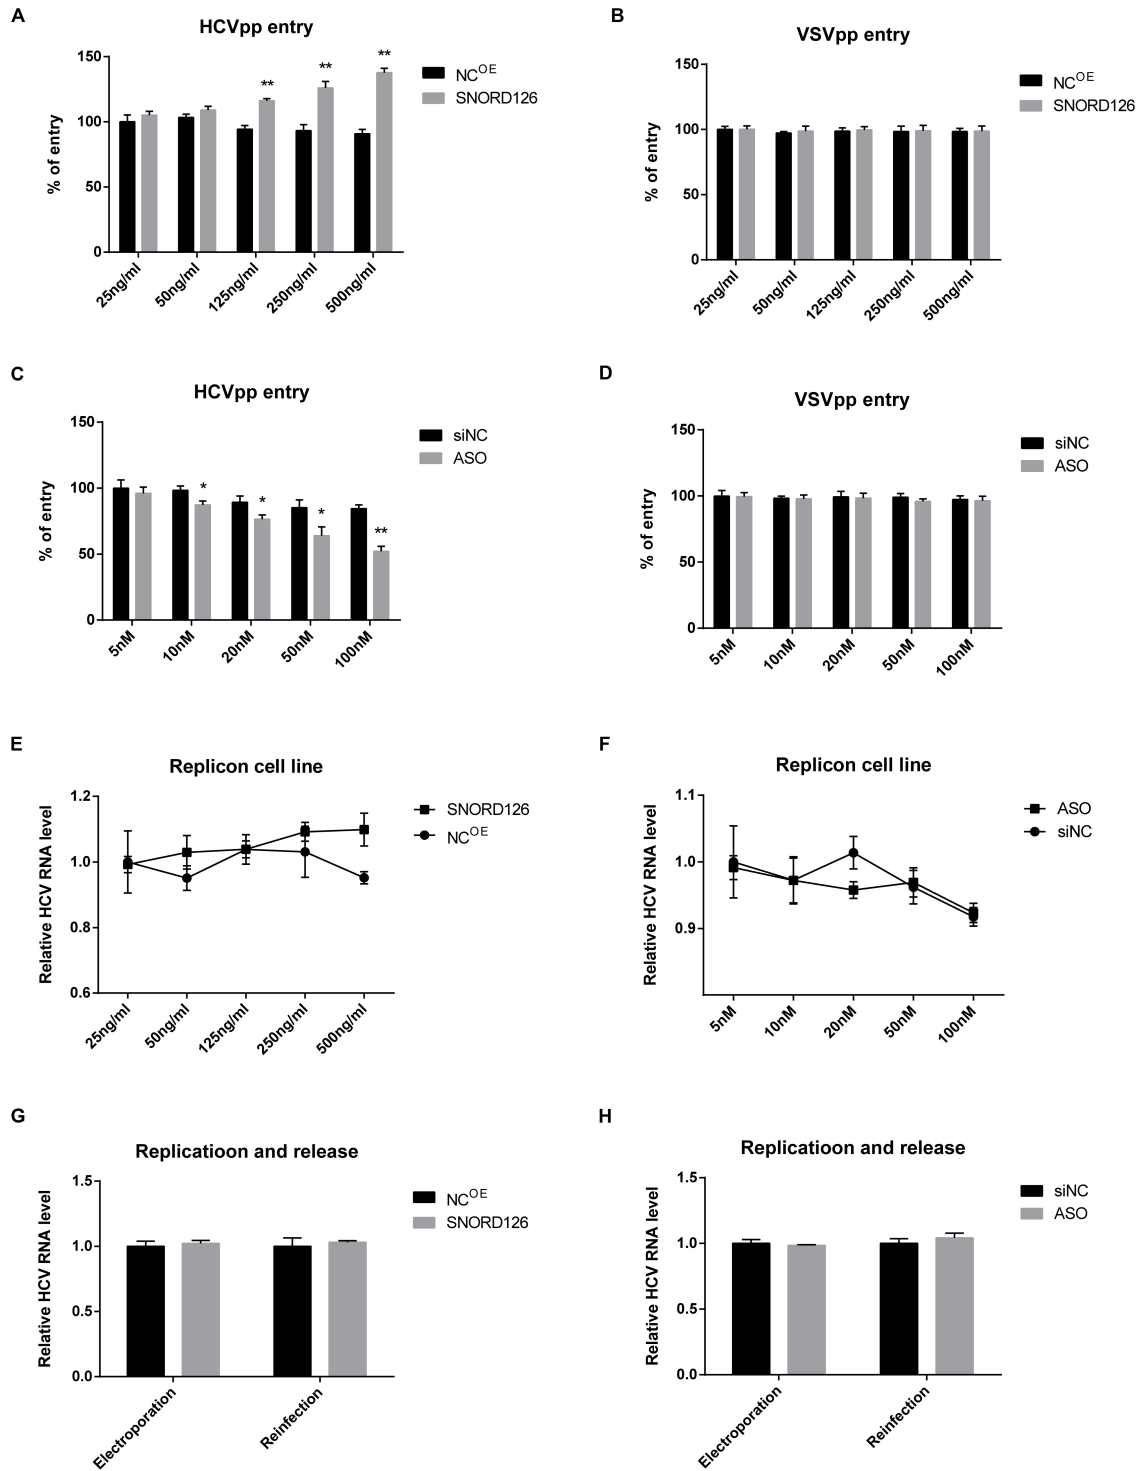 A
HCVpp entry
% of entry
150
100
50
0
** ** **
25ng/ml 50ng/ml 125ng/ml 250ng/ml 500ng/ml
NC^OE
SNORD126
B
VSVpp entry
% of entry
150
100
50
0
25ng/ml 50ng/ml 125ng/ml 250ng/ml 500ng/ml
NC^OE
SNORD126
C
HCVpp entry
% of entry
150
100
50
0
* * * **
5nM 10nM 20nM 50nM 100nM
siNC
ASO
D
VSVpp entry
% of entry
150
100
50
0
5nM 10nM 20nM 50nM 100nM
siNC
ASO
E
Replicon cell line
Relative HCV RNA level
1.2
1.0
0.8
0.6
25ng/ml 50ng/ml 125ng/ml 250ng/ml 500ng/ml
SNORD126
NC^OE
F
Replicon cell line
Relative HCV RNA level
1.1
1.0
0.9
5nM 10nM 20nM 50nM 100nM
ASO
siNC
G
Replicatioon and release
Relative HCV RNA level
1.5
1.0
0.5
0.0
Electroporation Reinfection
NC^OE
SNORD126
H
Replicatioon and release
Relative HCV RNA level
1.5
1.0
0.5
0.0
Electroporation Reinfection
siNC
ASO